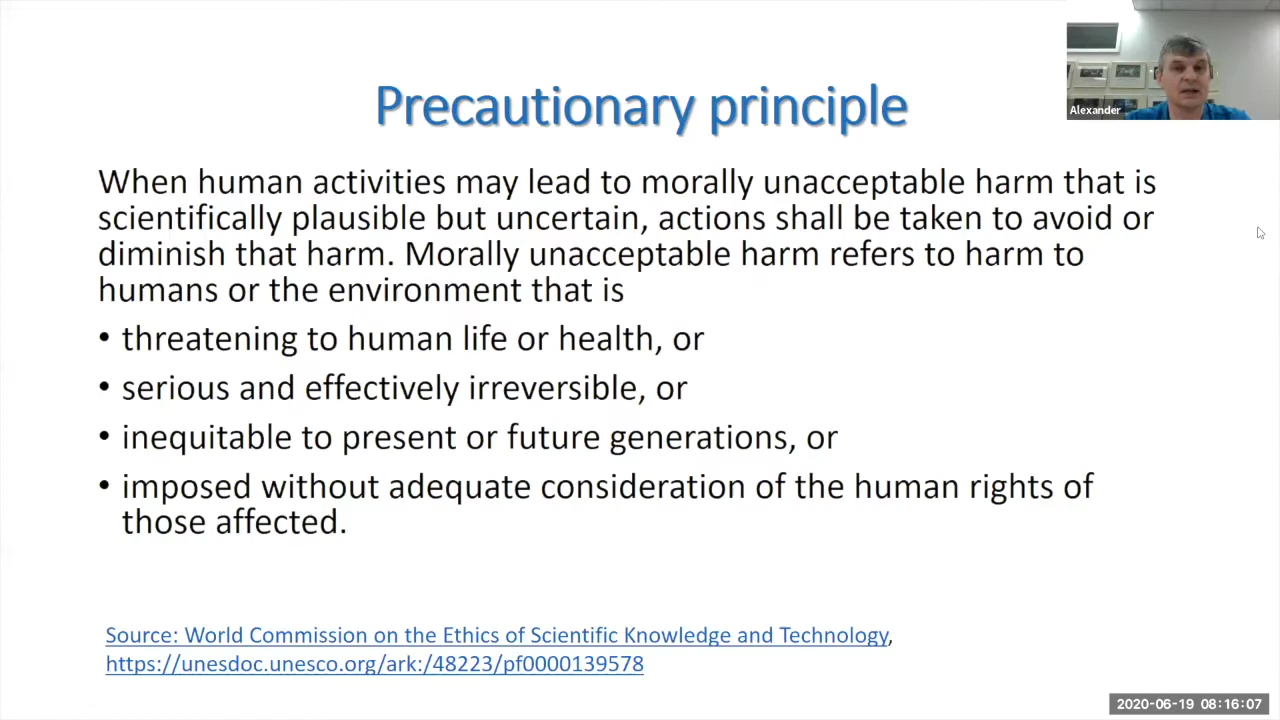 Precautionary principle
Alexander
When human activities may lead to morally unacceptable harm that is
scientifically plausible but uncertain, actions shall be taken to avoid or
diminish that harm. Morally unacceptable harm refers to harm to
humans or the environment that is
• threatening to human life or health, or
• serious and effectively irreversible, or
• inequitable to present or future generations, or
• imposed without adequate consideration of the human rights of
those affected.
Source: World Commission on the Ethics of Scientific Knowledge and Technology,
https://unesdoc.unesco.org/ark:/48223/pf0000139578
2020-06-19 08:16:07